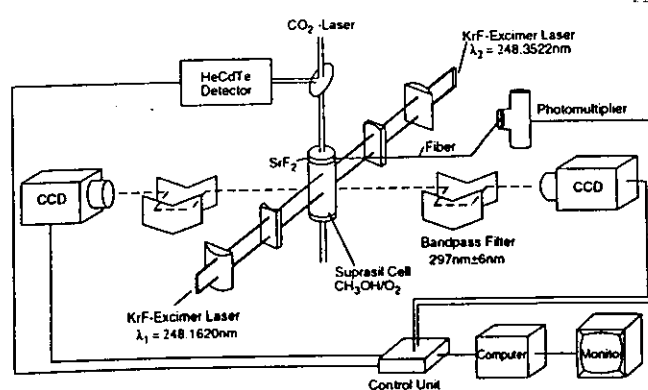 CO2-Laser
KrF-Excimer Laser
λ2 = 248.3522nm
HeCdTe
Detector
Photomultiplier
SrF2
Fiber
CCD
CCD
Bandpass Filter
297nm±6nm
Suprasil Cell
CH3OH/O2
KrF-Excimer Laser
λ1 = 248.1620nm
Computer
Monitor
Control Unit